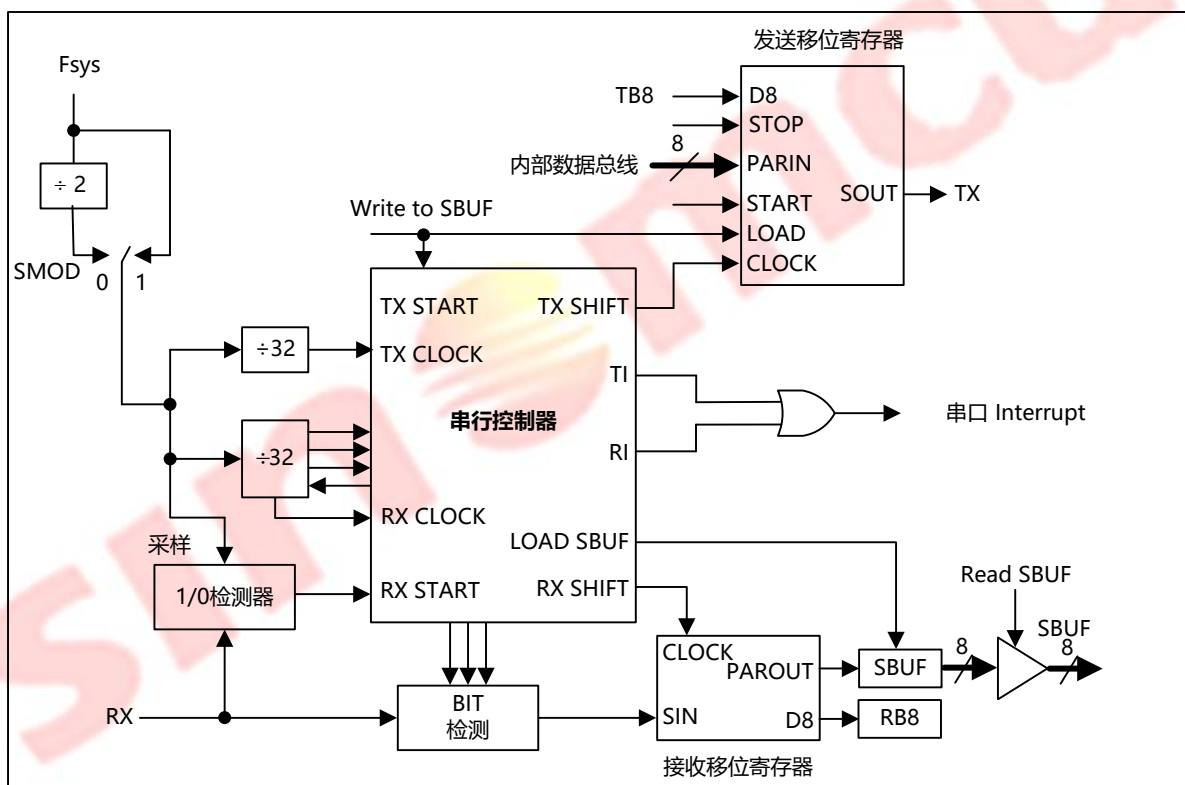 发送移位寄存器
Fsys
TB8
D8
STOP
8
内部数据总线
PARIN
÷ 2
SOUT
TX
START
Write to SBUF
LOAD
SMOD
0
1
CLOCK
TX START
TX SHIFT
÷32
TX CLOCK
TI
串行控制器
串口 Interrupt
÷32
RI
RX CLOCK
采样
LOAD SBUF
1/0检测器
RX START
RX SHIFT
Read SBUF
CLOCK
PAROUT
SBUF
8
SBUF
8
RX
BIT
检测
SIN
D8
RB8
接收移位寄存器
sinomcu